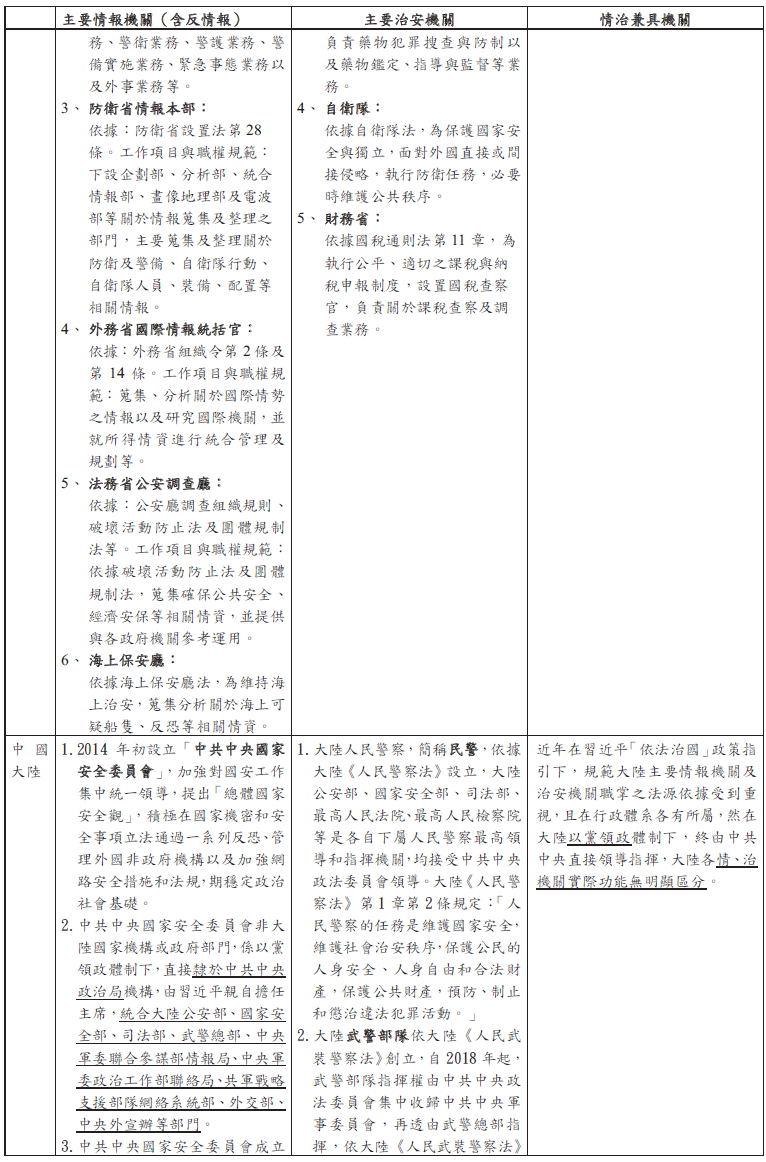 主要情報機關（含反情報）
主要治安機關
情治兼具機關
務、警衛業務、警護業務、警
備實施業務、緊急事態業務以
及外事業務等。
3、 防衛省情報本部：
依據：防衛省設置法第 28
條。工作項目與職權規範：
下設企劃部、分析部、統合
情報部、畫像地理部及電波
部等關於情報蒐集及整理之
部門，主要蒐集及整理關於
防衛及警備、自衛隊行動、
自衛隊人員、裝備、配置等
相關情報。
4、 外務省國際情報統括官：
依據：外務省組織令第 2 條及
第 14 條。工作項目與職權規
範：蒐集、分析關於國際情勢
之情報以及研究國際機關，並
就所得情資進行統合管理及
規劃等。
5、 法務省公安調查廳：
依據：公安廳調查組織規則、
破壞活動防止法及團體規制
法等。工作項目與職權規範：
依據破壞活動防止法及團體
規制法，蒐集確保公共安全、
經濟安保等相關情資，並提供
與各政府機關參考運用。
6、 海上保安廳：
依據海上保安廳法，為維持海
上治安，蒐集分析關於海上可
疑船隻、反恐等相關情資。
負責藥物犯罪搜查與防制以
及藥物鑑定、指導與監督等業
務。
4、 自衛隊：
依據自衛隊法，為保護國家安
全與獨立，面對外國直接或間
接侵略，執行防衛任務，必要
時維護公共秩序。
5、 財務省：
依據國稅通則法第 11 章，為
執行公平、適切之課稅與納
稅申報制度，設置國稅查察
官，負責關於課稅查察及調
查業務。
中國
大陸
1. 2014 年初設立「中共中央國家
安全委員會」，加強對國安工作
集中統一領導，提出「總體國家
安全觀」，積極在國家機密和安
全事項立法通過一系列反恐、管
理外國非政府機構以及加強網
路安全措施和法規，期穩定政治
社會基礎。
2. 中共中央國家安全委員會非大
陸國家機構或政府部門，係以黨
領政體制下，直接隸於中共中央
政治局機構，由習近平親自擔任
主席，統合大陸公安部、國家安
全部、司法部、武警總部、中央
軍委聯合參謀部情報局、中央軍
委政治工作部聯絡局、共軍戰略
支援部隊網絡系統部、外交部、
中央外宣辦等部門。
3. 中共中央國家安全委員會成立
1. 大陸人民警察，簡稱民警，依據
大陸《人民警察法》設立，大陸
公安部、國家安全部、司法部、
最高人民法院、最高人民檢察院
等是各自下屬人民警察最高領
導和指揮機關，均接受中共中央
政法委員會領導。大陸《人民警
察法》第 1 章第 2 條規定：「人
民警察的任務是維護國家安全，
維護社會治安秩序，保護公民的
人身安全、人身自由和合法財
產，保護公共財產，預防、制止
和懲治違法犯罪活動。」
2. 大陸武警部隊依大陸《人民武
裝警察法》創立，自 2018 年起，
武警部隊指揮權由中共中央政
法委員會集中收歸中共中央軍
事委員會，再透由武警總部指
揮，依大陸《人民武裝警察法》
近年在習近平「依法治國」政策指
引下，規範大陸主要情報機關及
治安機關職掌之法源依據受到重
視，且在行政體系各有所屬，然在
大陸以黨領政體制下，終由中共
中央直接領導指揮，大陸各情、治
機關實際功能無明顯區分。